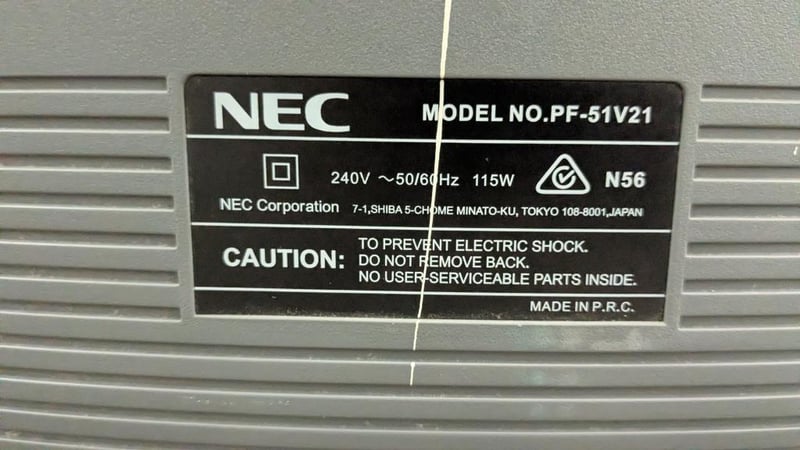 NEC MODEL NO.PF-51V21
240V ~50/60Hz 115W N56
NEC Corporation 7-1,SHIBA 5-CHOME MINATO-KU, TOKYO 108-8001,JAPAN
CAUTION: TO PREVENT ELECTRIC SHOCK.
DO NOT REMOVE BACK.
NO USER-SERVICEABLE PARTS INSIDE.
MADE IN P.R.C.